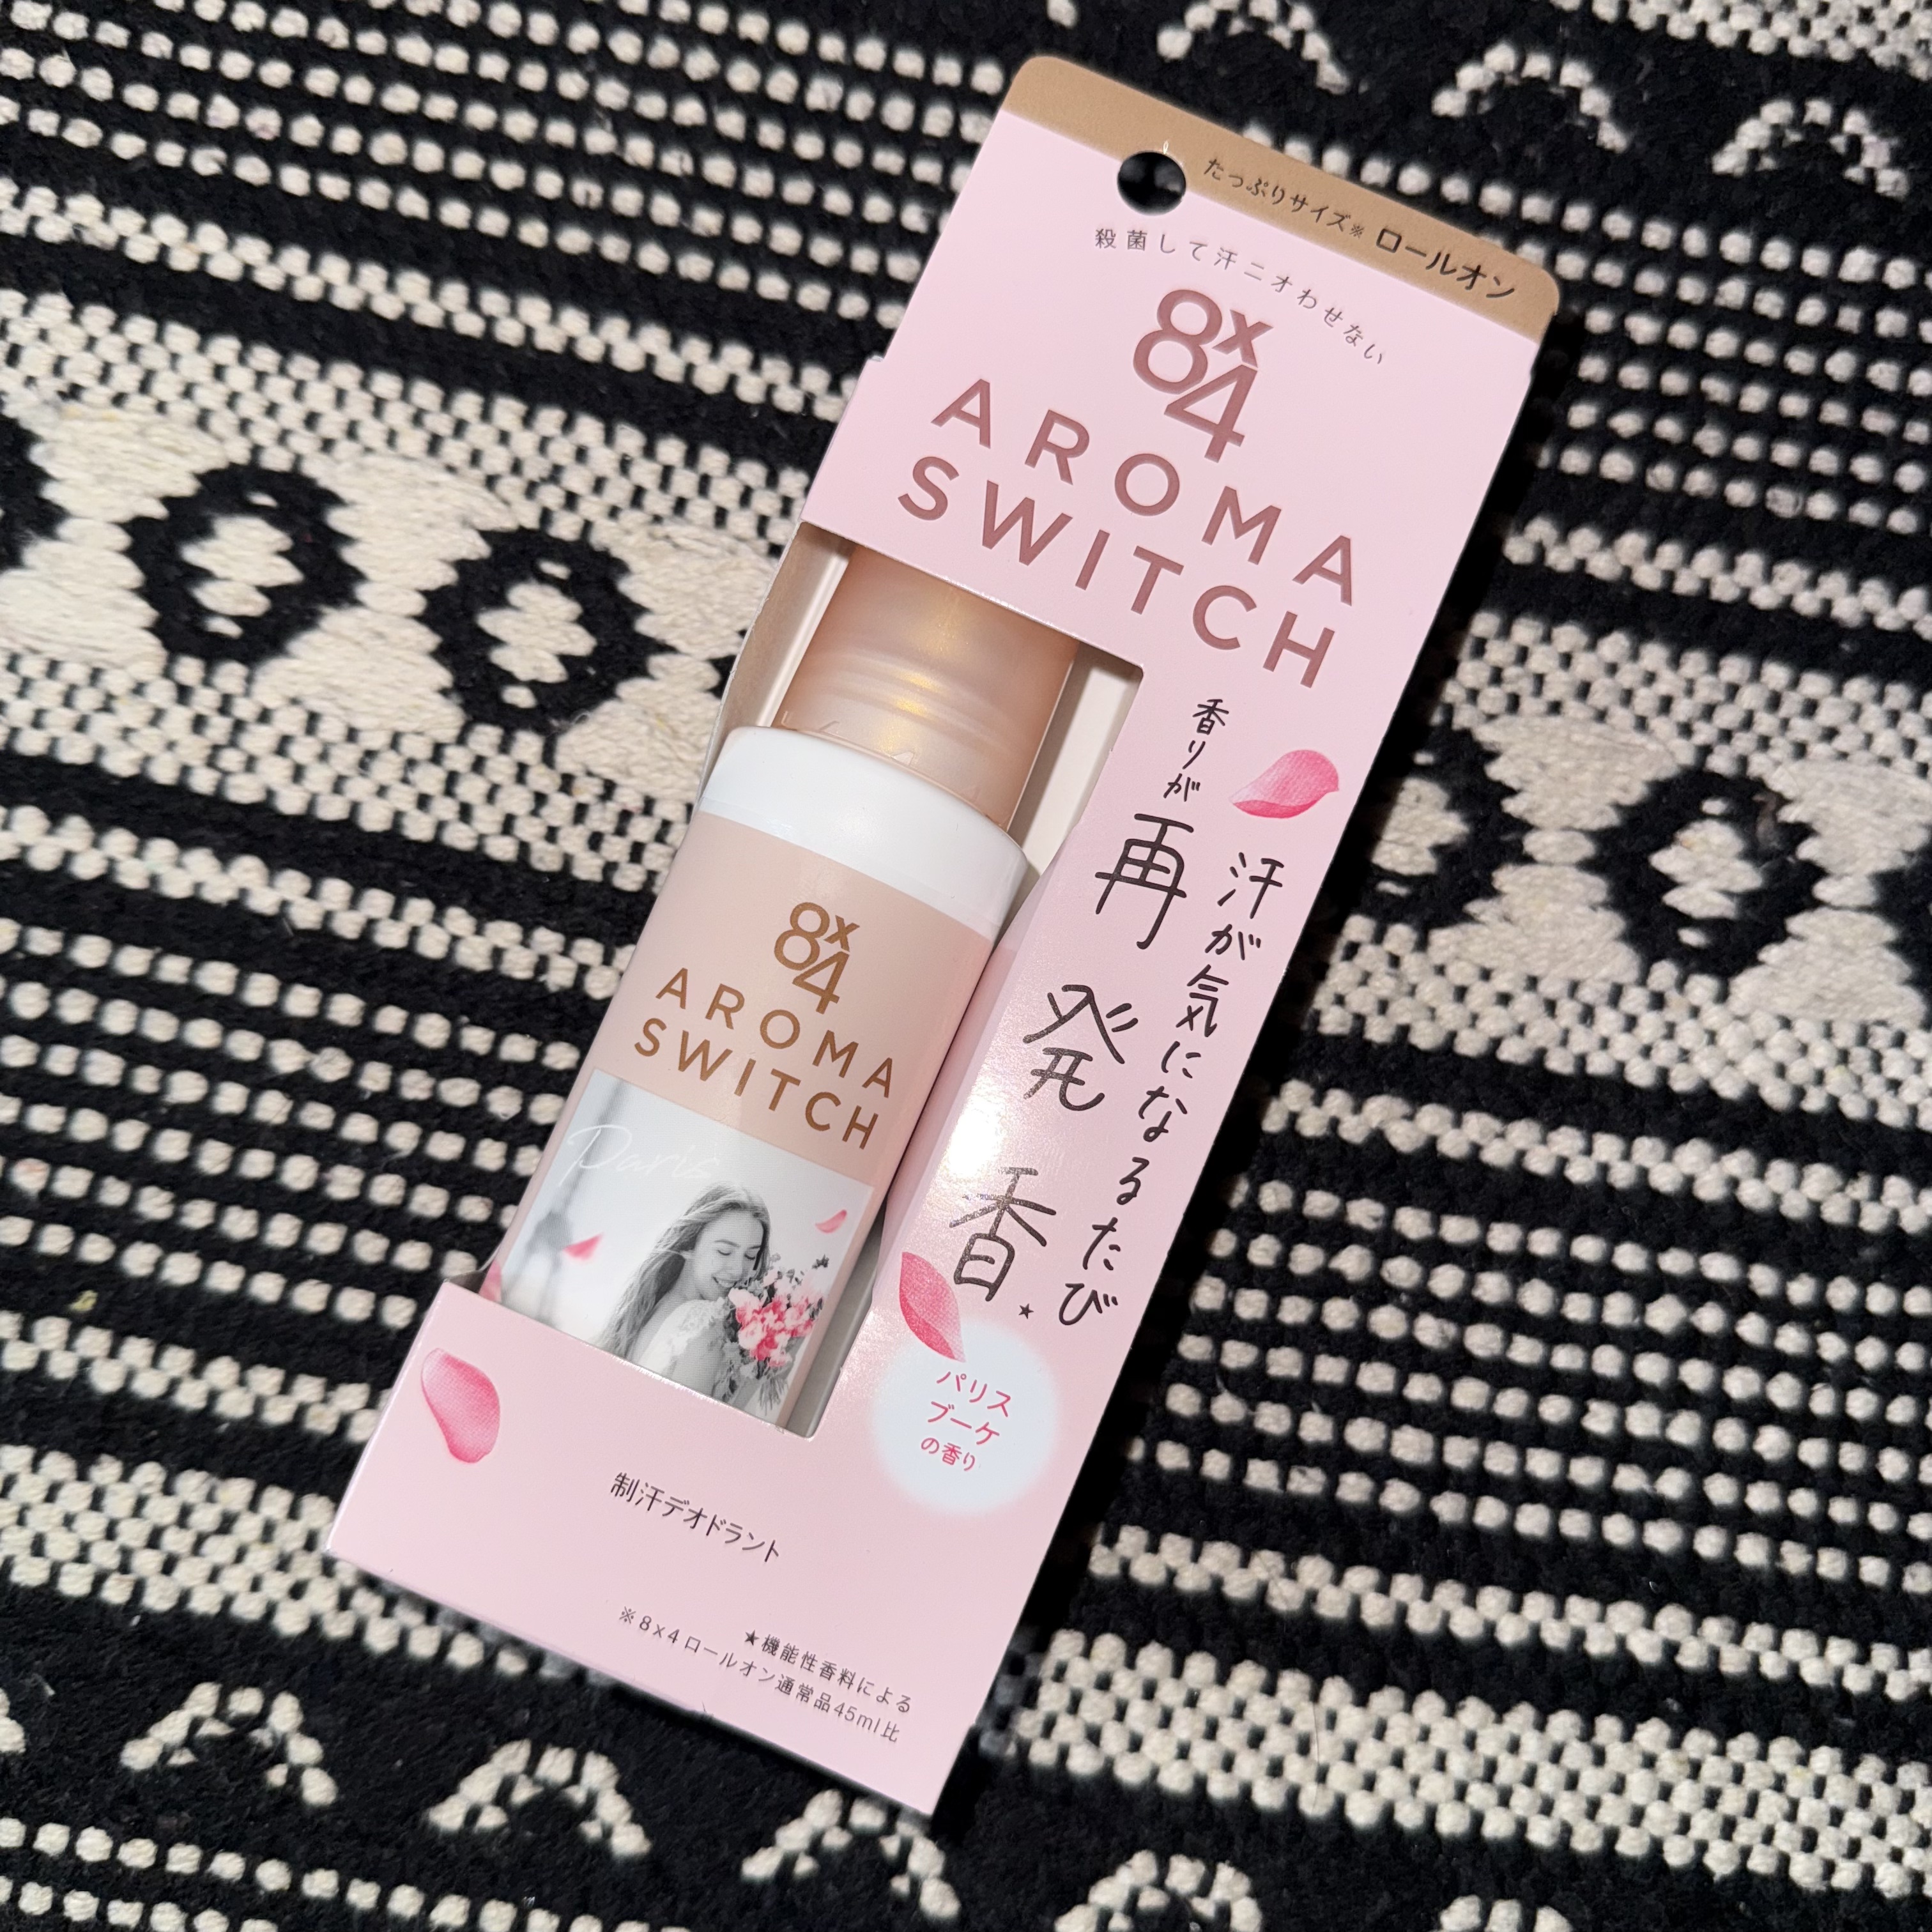 たっぷりサイズ※ ロールオン
殺菌して汗ニオわせない
8x4
AROMA
SWITCH
汗が気になるたび
香りが再発香★
パリス
ブーケ
の香り
8x4
AROMA
SWITCH
Paris
制汗デオドラント
★機能性香料による
※8x4ロールオン通常品45ml比